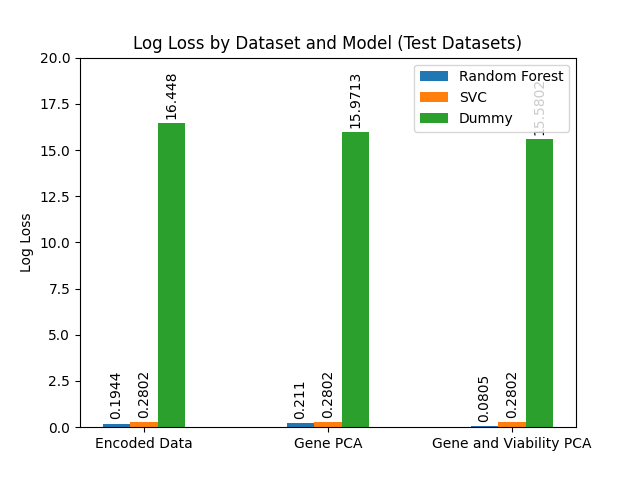 Log Loss by Dataset and Model (Test Datasets)
Random Forest
SVC
Dummy
Log Loss
20.0
17.5
15.0
12.5
10.0
7.5
5.0
2.5
0.0
0.1944
0.2802
16.448
0.211
0.2802
15.9713
0.0805
0.2802
15.5802
Encoded Data
Gene PCA
Gene and Viability PCA